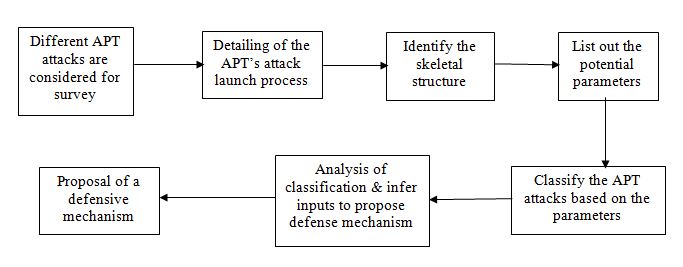 Different APT
attacks are
considered for
survey
Detailing of the
APT's attack
launch process
Identify the
skeletal
structure
List out the
potential
parameters
Classify the APT
attacks based on the
parameters
Analysis of
classification & infer
inputs to propose
defense mechanism
Proposal of a
defensive
mechanism